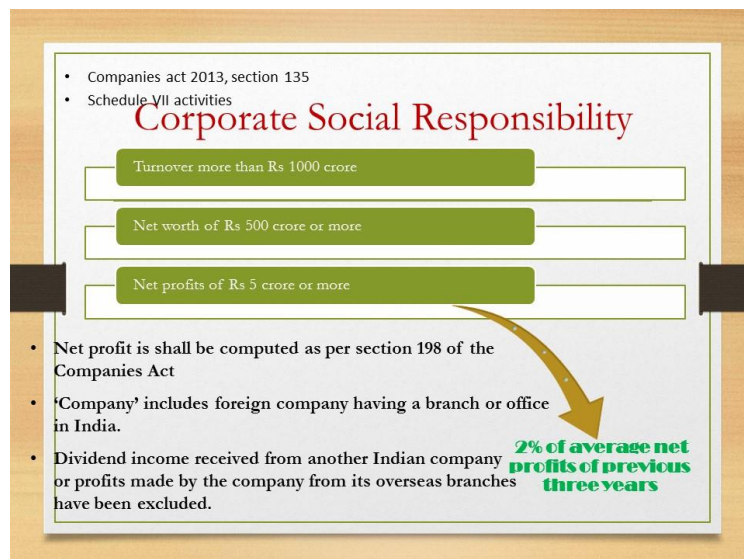 • Companies act 2013, section 135
• Schedule VII activities
Corporate Social Responsibility
Turnover more than Rs 1000 crore
Net worth of Rs 500 crore or more
Net profits of Rs 5 crore or more
• Net profit is shall be computed as per section 198 of the
Companies Act
• ‘Company’ includes foreign company having a branch or office
in India.
• Dividend income received from another Indian company
or profits made by the company from its overseas branches
have been excluded.
2% of average net
profits of previous
three years